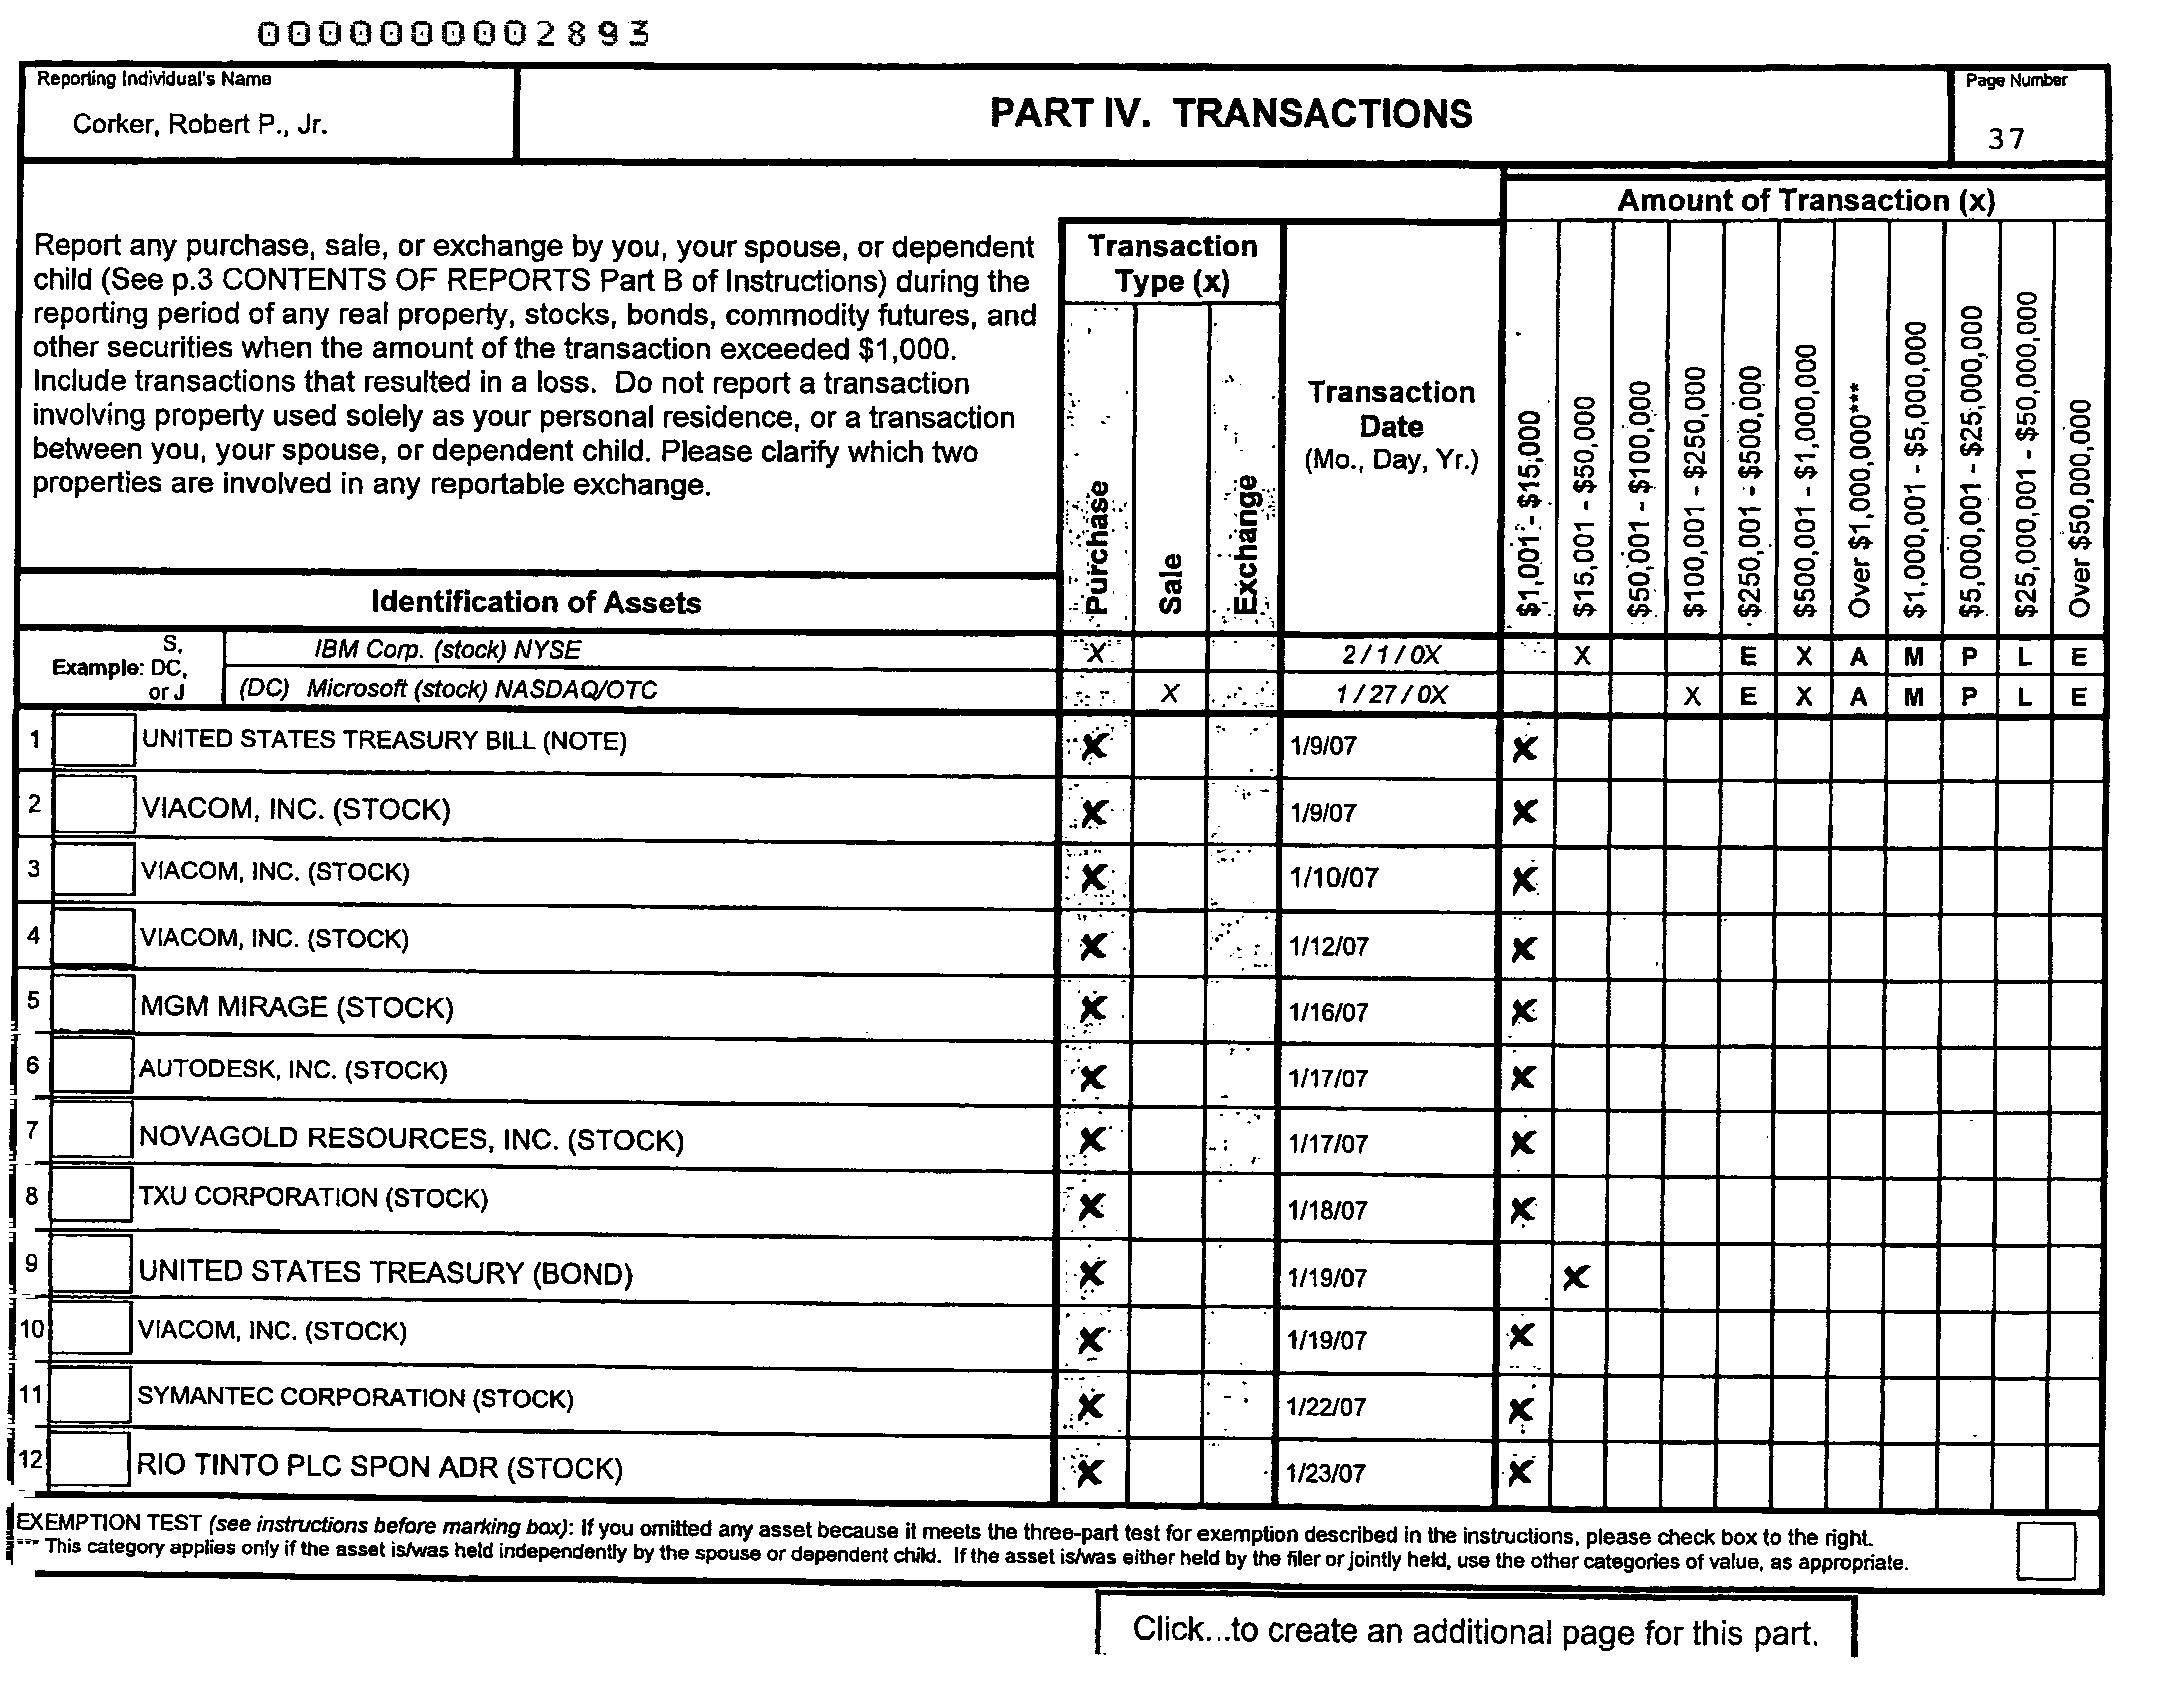 0000000002893
Reporting Individual's Name
Corker, Robert P., Jr.
PART IV. TRANSACTIONS
Page Number
37
Report any purchase, sale, or exchange by you, your spouse, or dependent
child (See p.3 CONTENTS OF REPORTS Part B of Instructions) during the
reporting period of any real property, stocks, bonds, commodity futures, and
other securities when the amount of the transaction exceeded $1,000.
Include transactions that resulted in a loss. Do not report a transaction
involving property used solely as your personal residence, or a transaction
between you, your spouse, or dependent child. Please clarify which two
properties are involved in any reportable exchange.
Identification of Assets
Transaction
Type (x)
Purchase
Sale
Exchange
Transaction
Date
(Mo., Day, Yr.)
Amount of Transaction (x)
$1,001 - $15,000
$15,001 - $50,000
$50,001 - $100,000
$100,001 - $250,000
$250,001 - $500,000
$500,001 - $1,000,000
Over $1,000,000***
$1,000,001 - $5,000,000
$5,000,001 - $25,000,000
$25,000,001 - $50,000,000
Over $50,000,000
Example: S, DC, or J
IBM Corp. (stock) NYSE X 2/1/0X X E X A M P L E
(DC) Microsoft (stock) NASDAQ/OTC X 1/27/0X X E X A M P L E
1 UNITED STATES TREASURY BILL (NOTE) X 1/9/07 X
2 VIACOM, INC. (STOCK) X 1/9/07 X
3 VIACOM, INC. (STOCK) X 1/10/07 X
4 VIACOM, INC. (STOCK) X 1/12/07 X
5 MGM MIRAGE (STOCK) X 1/16/07 X
6 AUTODESK, INC. (STOCK) X 1/17/07 X
7 NOVAGOLD RESOURCES, INC. (STOCK) X 1/17/07 X
8 TXU CORPORATION (STOCK) X 1/18/07 X
9 UNITED STATES TREASURY (BOND) X 1/19/07 X
10 VIACOM, INC. (STOCK) X 1/19/07 X
11 SYMANTEC CORPORATION (STOCK) X 1/22/07 X
12 RIO TINTO PLC SPON ADR (STOCK) X 1/23/07 X
EXEMPTION TEST (see instructions before marking box): If you omitted any asset because it meets the three-part test for exemption described in the instructions, please check box to the right.
*** This category applies only if the asset is/was held independently by the spouse or dependent child. If the asset is/was either held by the filer or jointly held, use the other categories of value, as appropriate.
Click...to create an additional page for this part.